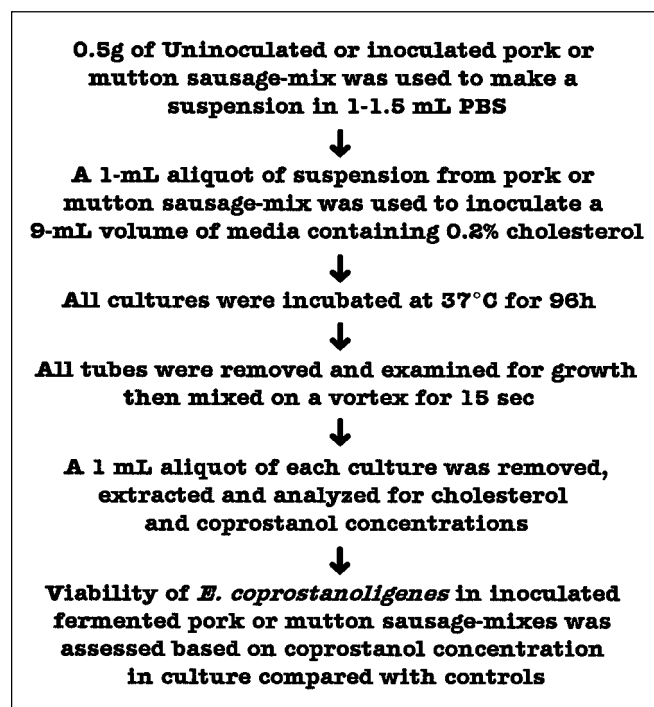 0.5g of Uninoculated or inoculated pork or
mutton sausage-mix was used to make a
suspension in 1-1.5 mL PBS
A 1-mL aliquot of suspension from pork or
mutton sausage-mix was used to inoculate a
9-mL volume of media containing 0.2% cholesterol
All cultures were incubated at 37°C for 96h
All tubes were removed and examined for growth
then mixed on a vortex for 15 sec
A 1 mL aliquot of each culture was removed,
extracted and analyzed for cholesterol
and coprostanol concentrations
Viability of E. coprostanoligenes in inoculated
fermented pork or mutton sausage-mixes was
assessed based on coprostanol concentration
in culture compared with controls